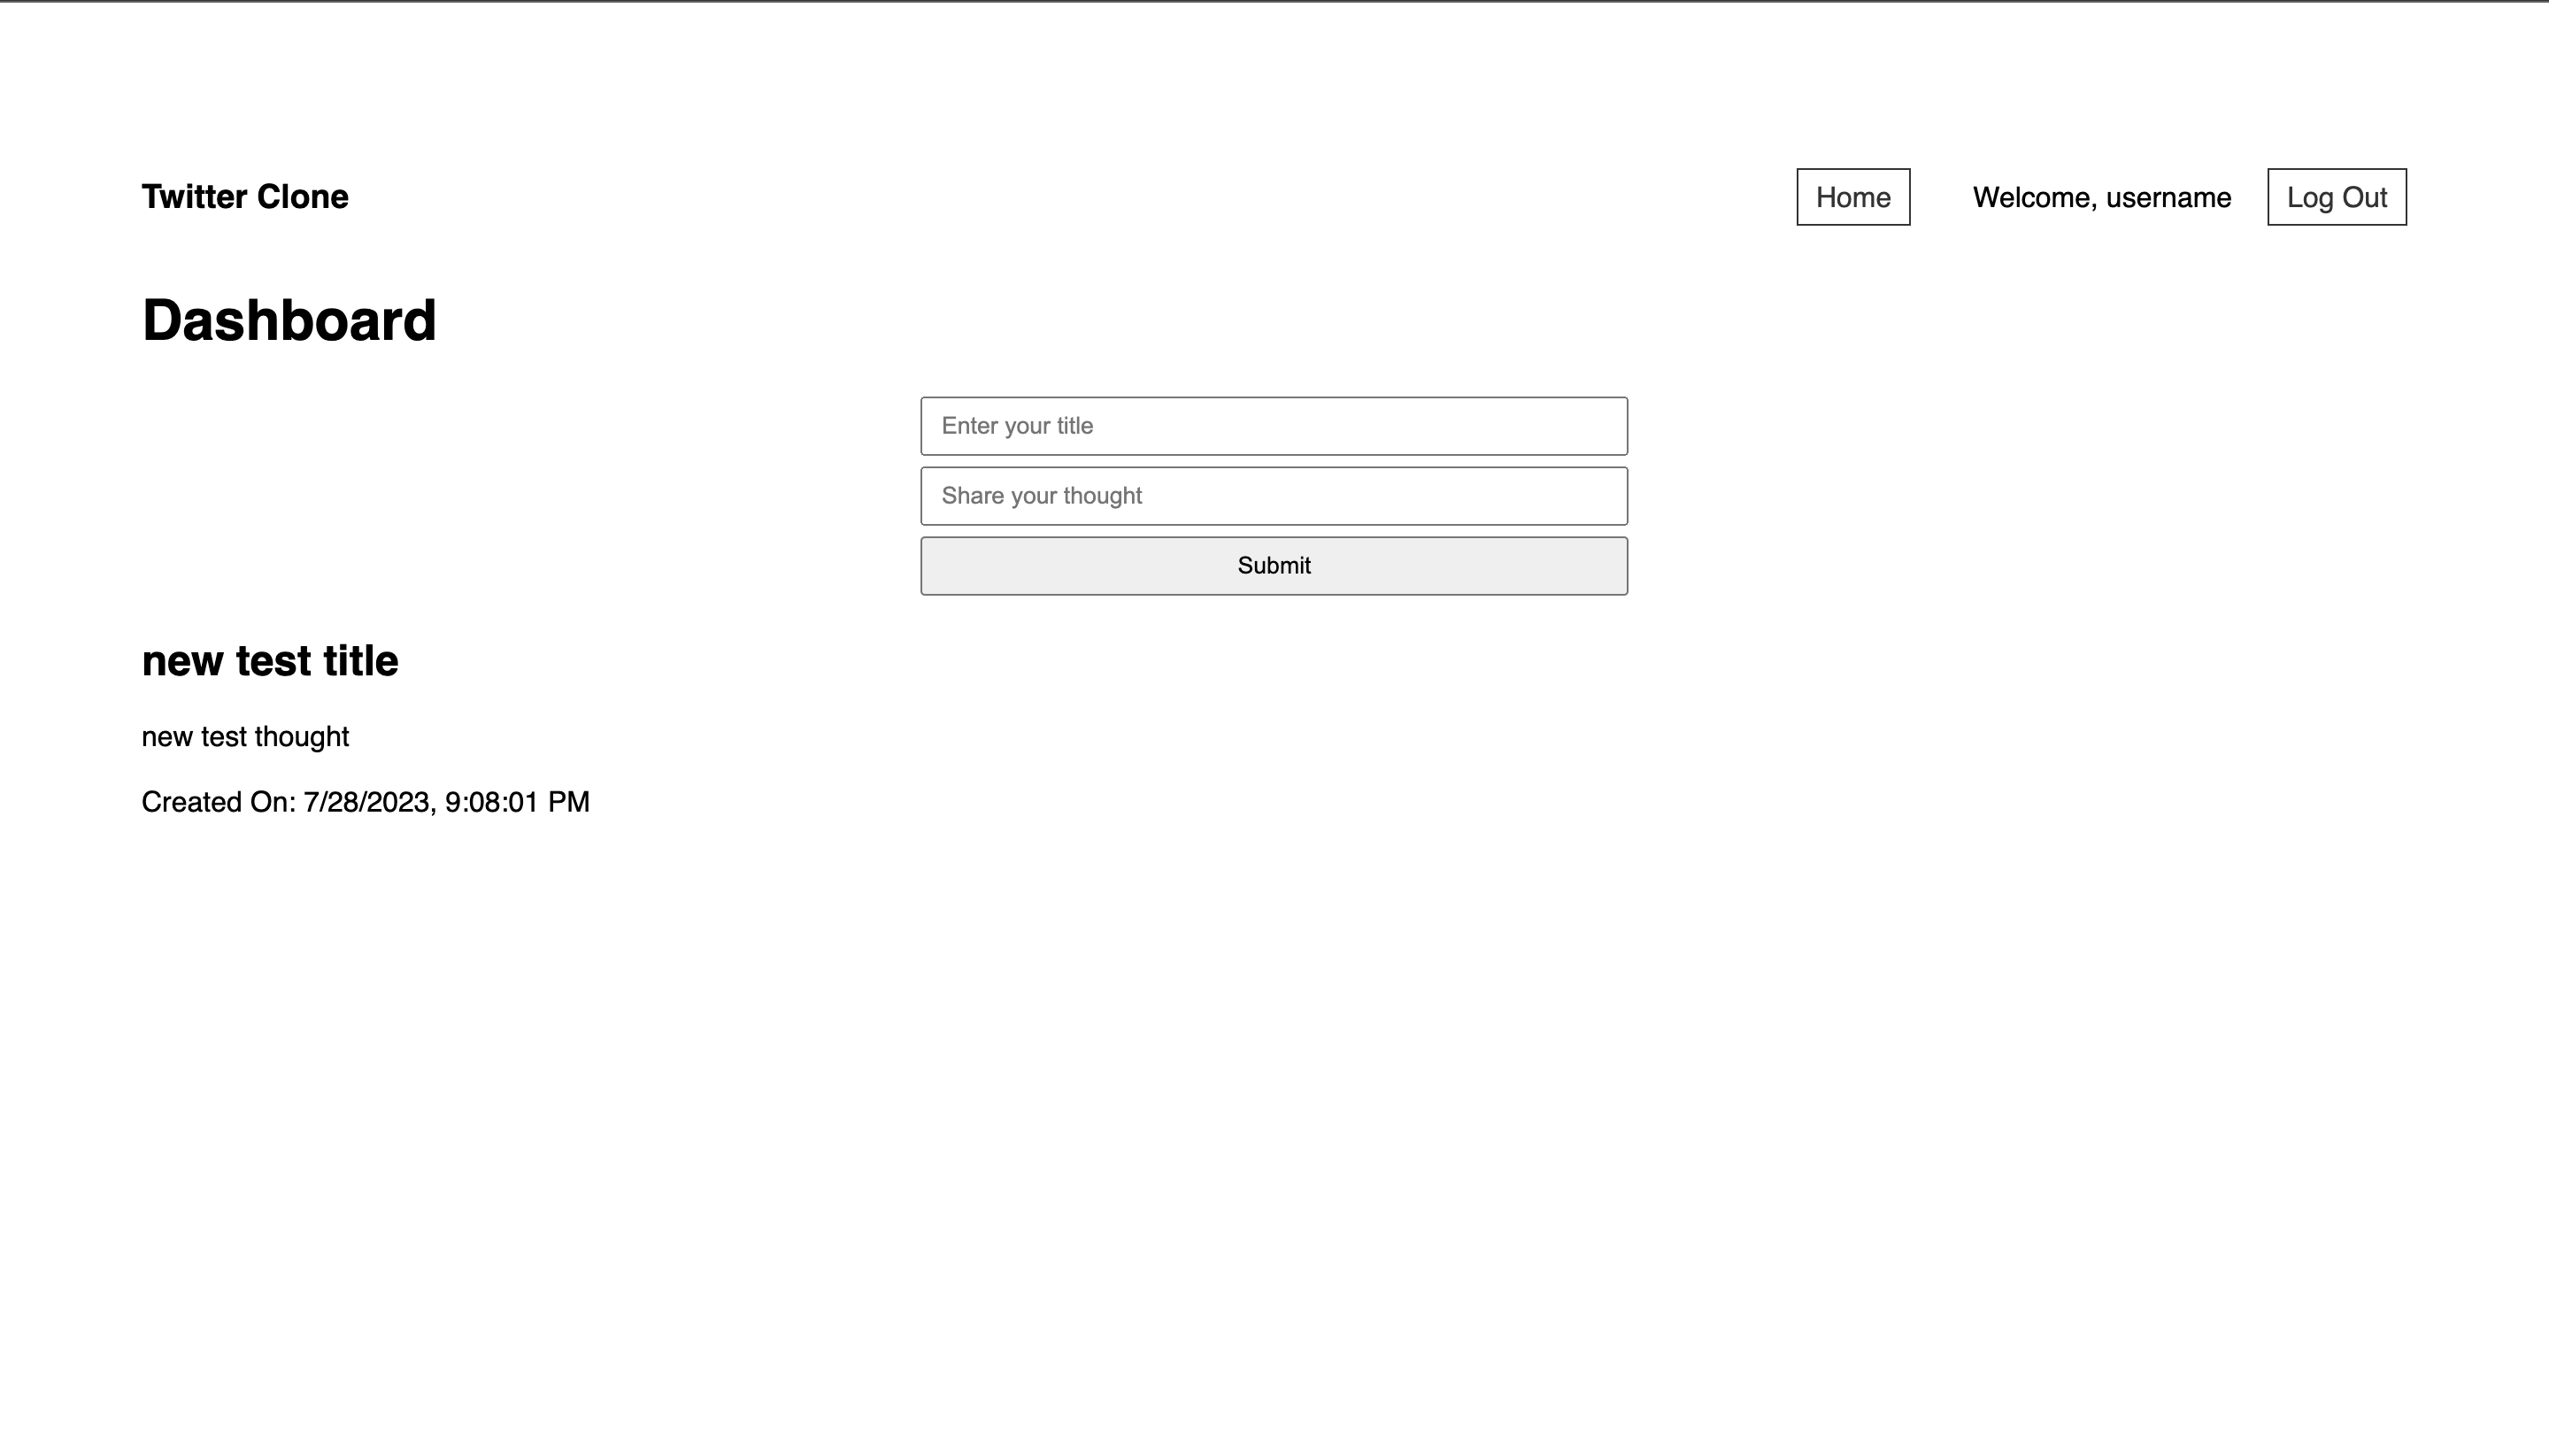 Twitter Clone Home Welcome, username Log Out
Dashboard
Enter your title
Share your thought
Submit
new test title
new test thought
Created On: 7/28/2023, 9:08:01 PM